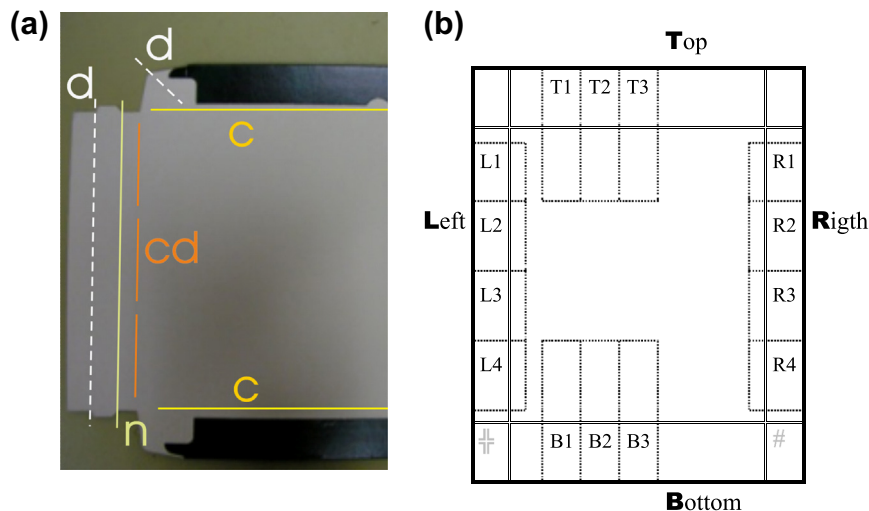 (a)
d
d
c
cd
c
n
(b)
Top
T1 T2 T3
L1
R1
Left
L2
R2
Rigth
L3
R3
L4
R4
╬
#
B1 B2 B3
Bottom